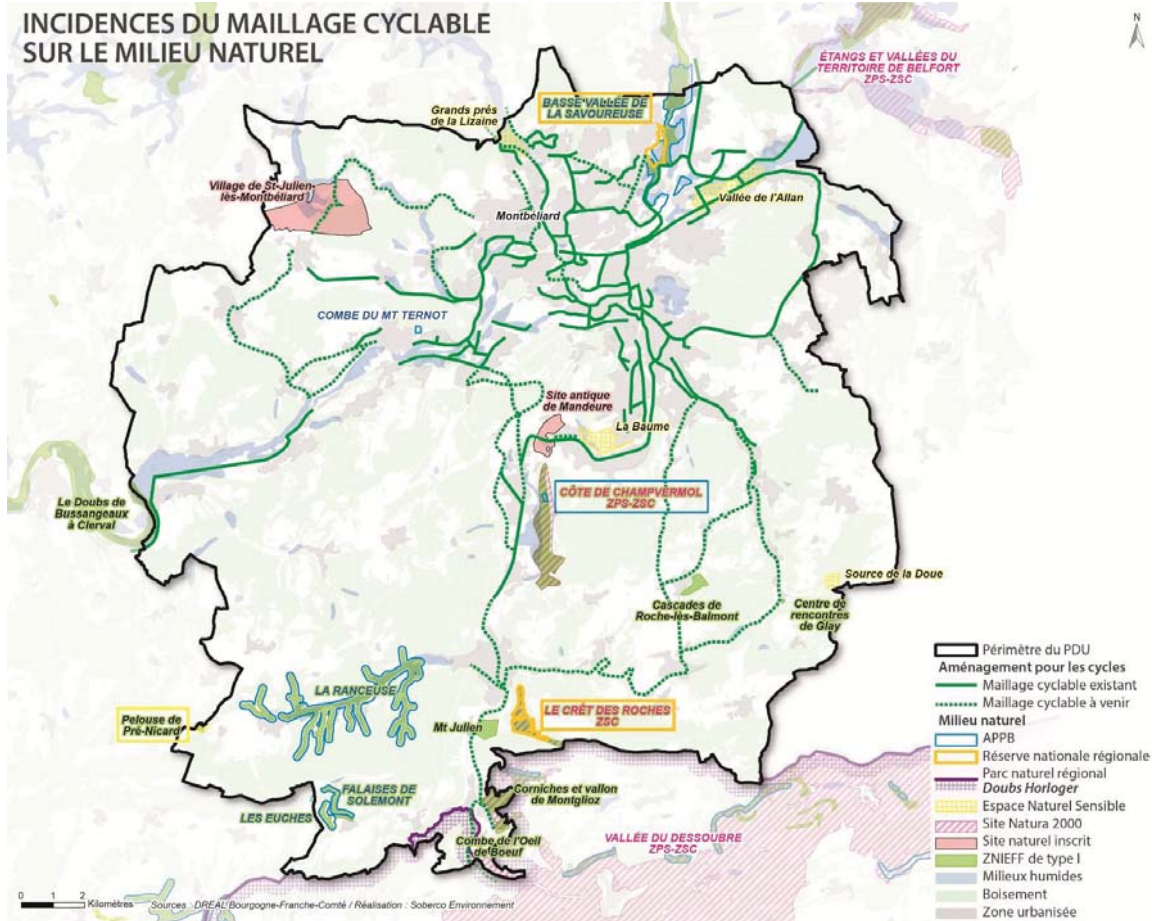 INCIDENCES DU MAILLAGE CYCLABLE
SUR LE MILIEU NATUREL
N
ÉTANGS ET VALLÉES DU
TERRITOIRE DE BELFORT
ZPS-ZSC
BASSE VALLÉE DE
LA SAVOUREUSE
Grands prés
de la Lizaine
Village de St-Julien-
lès-Montbéliard
Vallée de l'Allan
Montbéliard
COMBE DU MT TERNOT
Site antique
de Mandeure
La Baume
CÔTE DE CHAMPVERMOL
ZPS-ZSC
Le Doubs de
Bussangeaux
à Clerval
Source de la Doue
Cascades de
Roche-lès-Balmont
Centre de
rencontres
de Glay
LA RANCEUSE
LE CRÊT DES ROCHES
ZSC
Pelouse de
Pré-Nicard
Mt Julien
FALAISES DE
SOLEMONT
LES EUCHES
Corniches et vallon
de Montglioz
Combe de l'Oeil
de Boeuf
VALLÉE DU DESSOUBRE
ZPS-ZSC
Périmètre du PDU
Aménagement pour les cycles
Maillage cyclable existant
Maillage cyclable à venir
Milieu naturel
APPB
Réserve nationale régionale
Parc naturel régional
Doubs Horloger
Espace Naturel Sensible
Site Natura 2000
Site naturel inscrit
ZNIEFF de type I
Milieux humides
Boisement
Zone urbanisée
0 1 2
Kilomètres
Sources : DREAL Bourgogne-Franche-Comté / Réalisation : Soberco Environnement